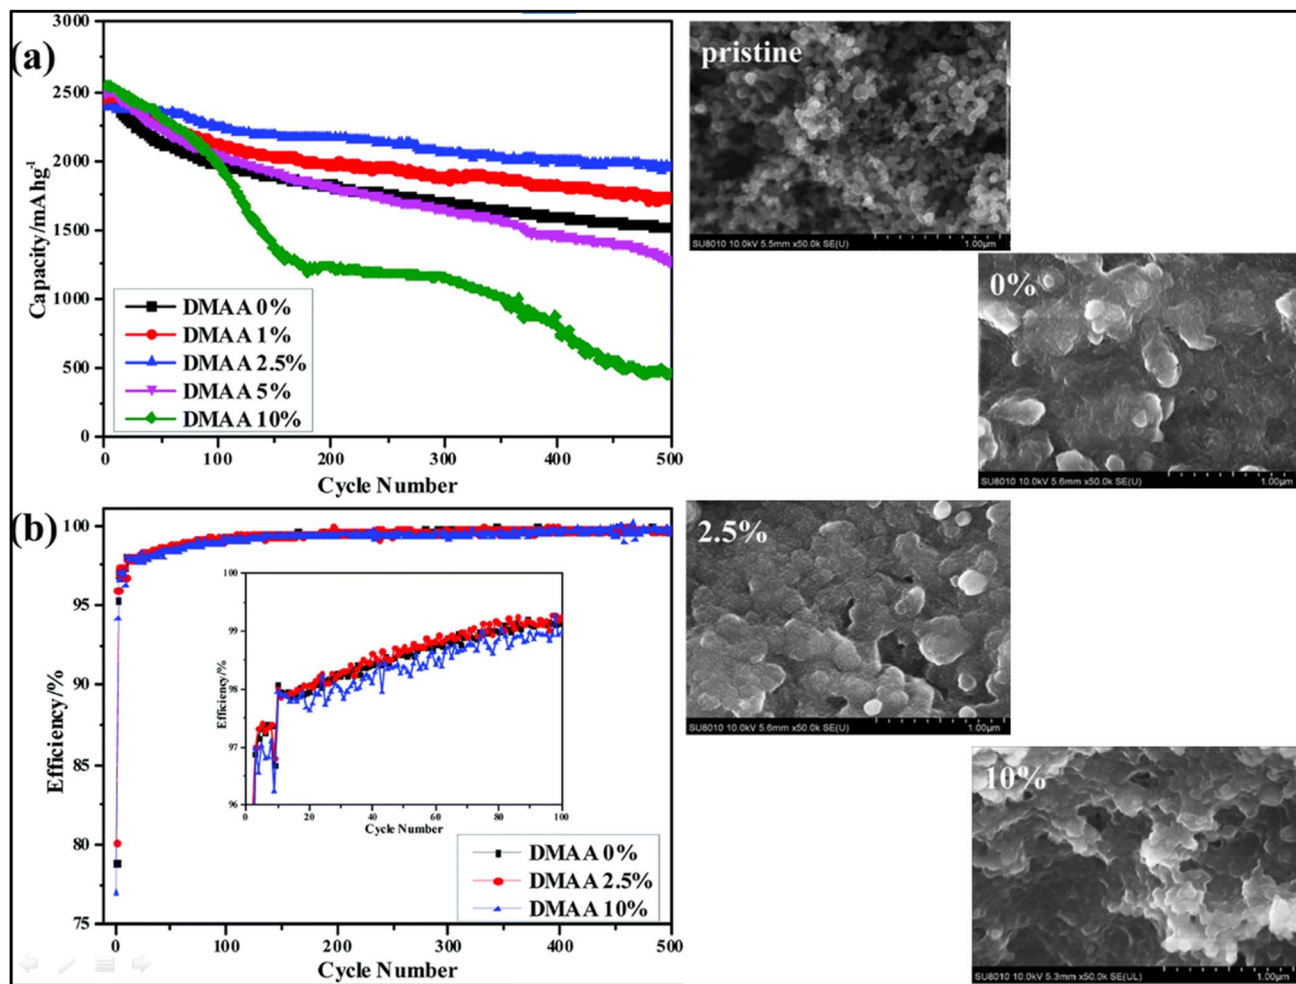 (a)
3000
2500
2000
1500
1000
500
0
Capacity/mAhg⁻¹
DMAA 0%
DMAA 1%
DMAA 2.5%
DMAA 5%
DMAA 10%
0 100 200 300 400 500
Cycle Number
(b)
100
95
90
85
80
75
Efficiency/%
100
99
98
97
96
Efficiency/%
0 20 40 60 80 100
Cycle Number
DMAA 0%
DMAA 2.5%
DMAA 10%
0 100 200 300 400 500
Cycle Number
pristine
SU8010 10.0kV 5.5mm x50.0k SE(U) 1.00µm
0%
SU8010 10.0kV 5.6mm x50.0k SE(U) 1.00µm
2.5%
SU8010 10.0kV 5.6mm x50.0k SE(U) 1.00µm
10%
SU8010 10.0kV 5.3mm x50.0k SE(UL) 1.00µm